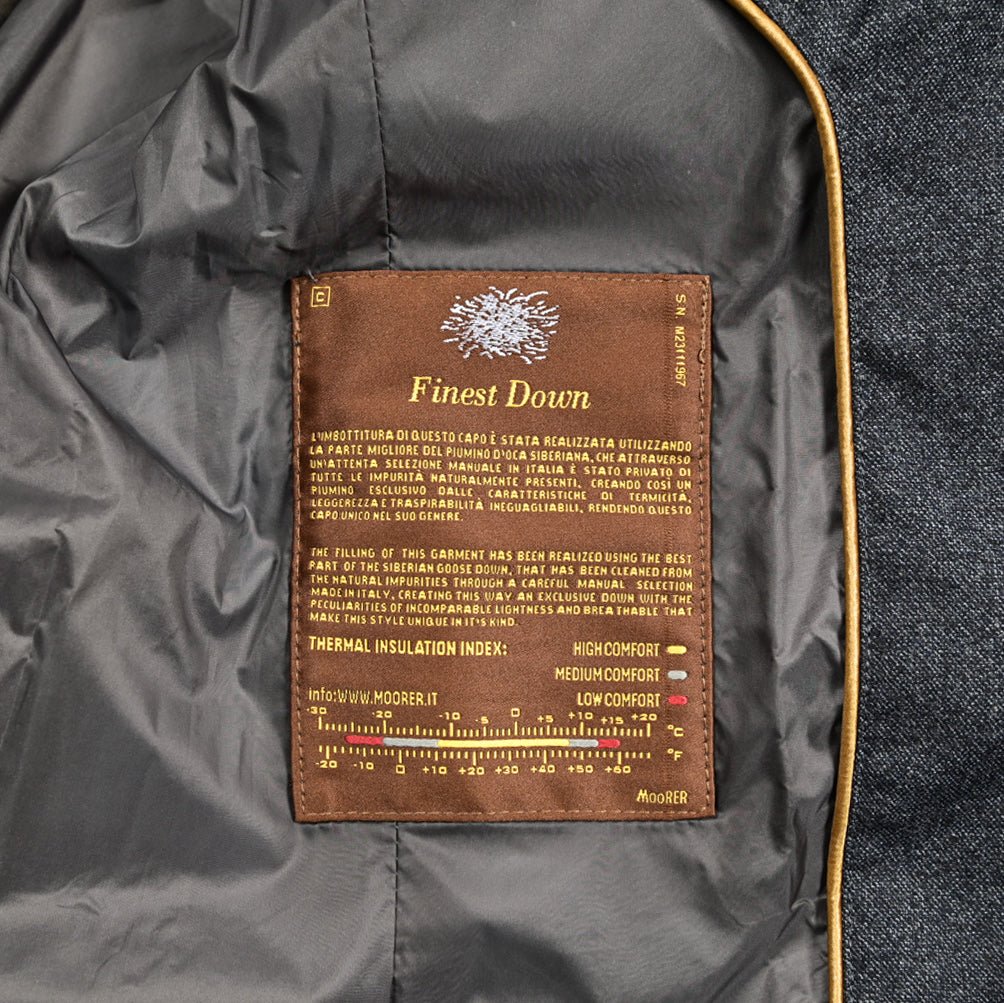 C
S.N. M23111967
Finest Down
L'IMBOTTITURA DI QUESTO CAPO È STATA REALIZZATA UTILIZZANDO
LA PARTE MIGLIORE DEL PIUMINO D'OCA SIBERIANA, CHE ATTRAVERSO
UN'ATTENTA SELEZIONE MANUALE IN ITALIA È STATO PRIVATO DI
TUTTE LE IMPURITÀ NATURALMENTE PRESENTI, CREANDO COSÌ UN
PIUMINO ESCLUSIVO DALLE CARATTERISTICHE DI TERMICITÀ,
LEGGEREZZA E TRASPIRABILITÀ INEGUAGLIABILI, RENDENDO QUESTO
CAPO UNICO NEL SUO GENERE.
THE FILLING OF THIS GARMENT HAS BEEN REALIZED USING THE BEST
PART OF THE SIBERIAN GOOSE DOWN, THAT HAS BEEN CLEANED FROM
THE NATURAL IMPURITIES THROUGH A CAREFUL MANUAL SELECTION
MADE IN ITALY, CREATING THIS WAY AN EXCLUSIVE DOWN WITH THE
PECULIARITIES OF INCOMPARABLE LIGHTNESS AND BREATHABLE THAT
MAKE THIS STYLE UNIQUE IN IT'S KIND.
THERMAL INSULATION INDEX: HIGH COMFORT
MEDIUM COMFORT
info:WWW.MOORER.IT LOW COMFORT
-30 -20 -10 -5 0 +5 +10 +15 +20
°C
°F
-20 -10 0 +10 +20 +30 +40 +50 +60
MOORER